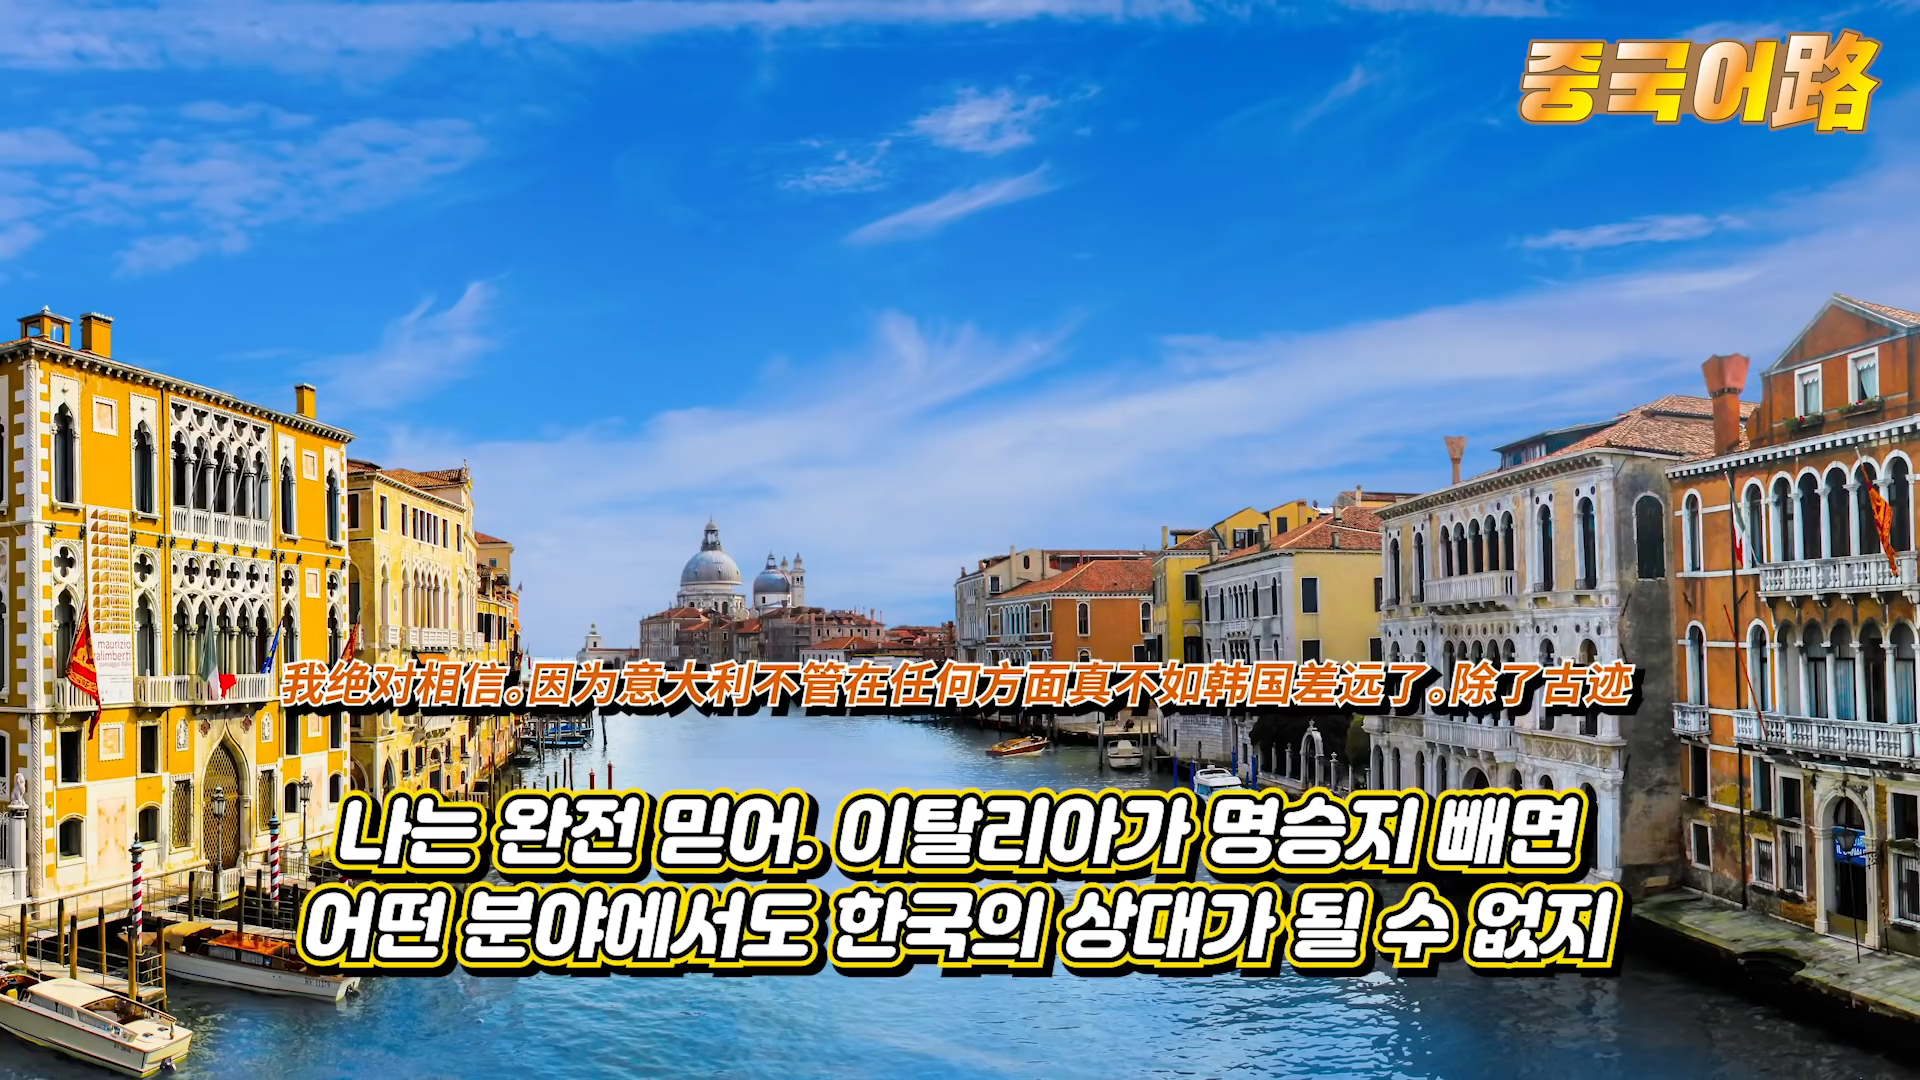 중국어路
我绝对相信。因为意大利不管在任何方面真不如韩国差远了。除了古迹
나는 완전 믿어. 이탈리아가 명승지 빼면
어떤 분야에서도 한국의 상대가 될 수 없지
maurizio